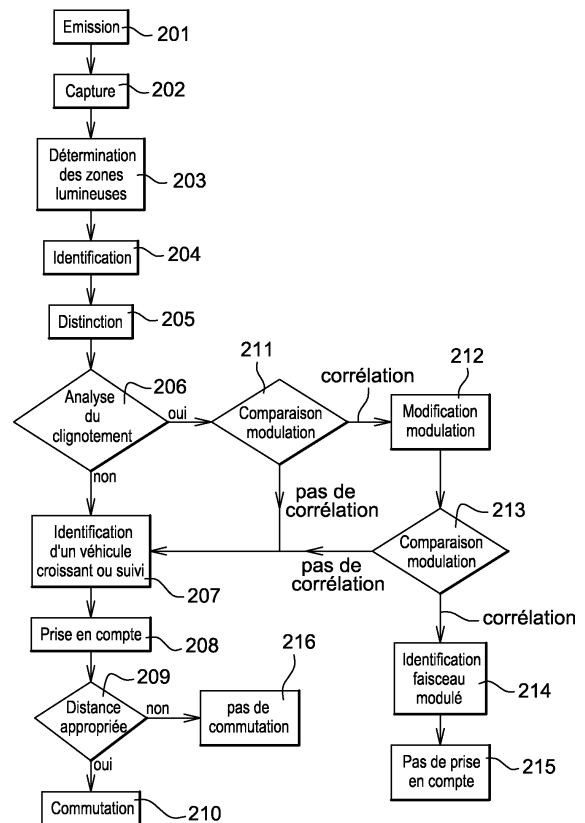 Emission
201
Capture
202
Détermination
des zones
lumineuses
203
Identification
204
Distinction
205
Analyse
du
clignotement
206
oui
non
211
Comparaison
modulation
corrélation
212
Modification
modulation
pas de
corrélation
213
Comparaison
modulation
pas de
corrélation
corrélation
Identification
d'un véhicule
croissant ou suivi
207
Prise en compte
208
209
Distance
appropriée
non
oui
216
pas de
commutation
Identification
faisceau
modulé
214
Pas de prise
en compte
215
Commutation
210